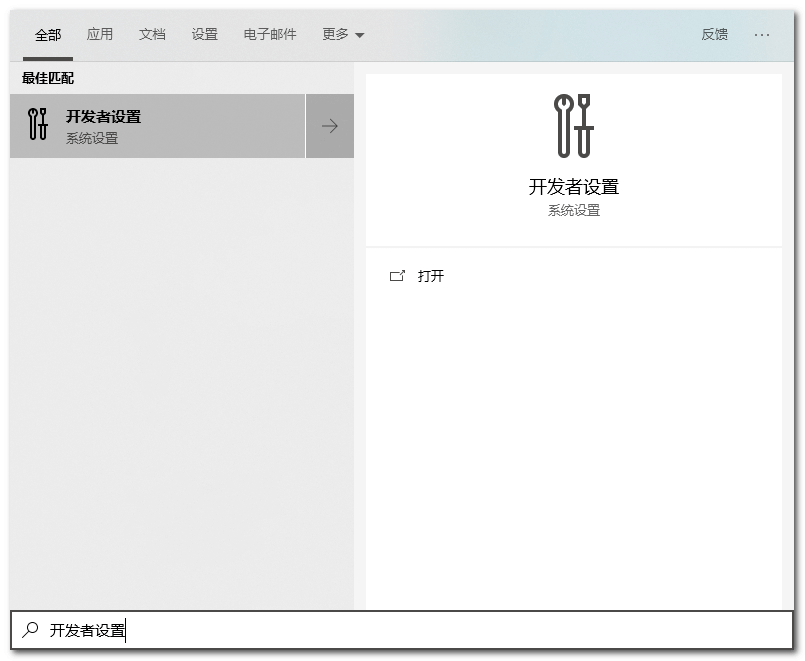 全部 应用 文档 设置 电子邮件 更多 反馈 ···
最佳匹配
开发者设置
系统设置
开发者设置
系统设置
打开
开发者设置